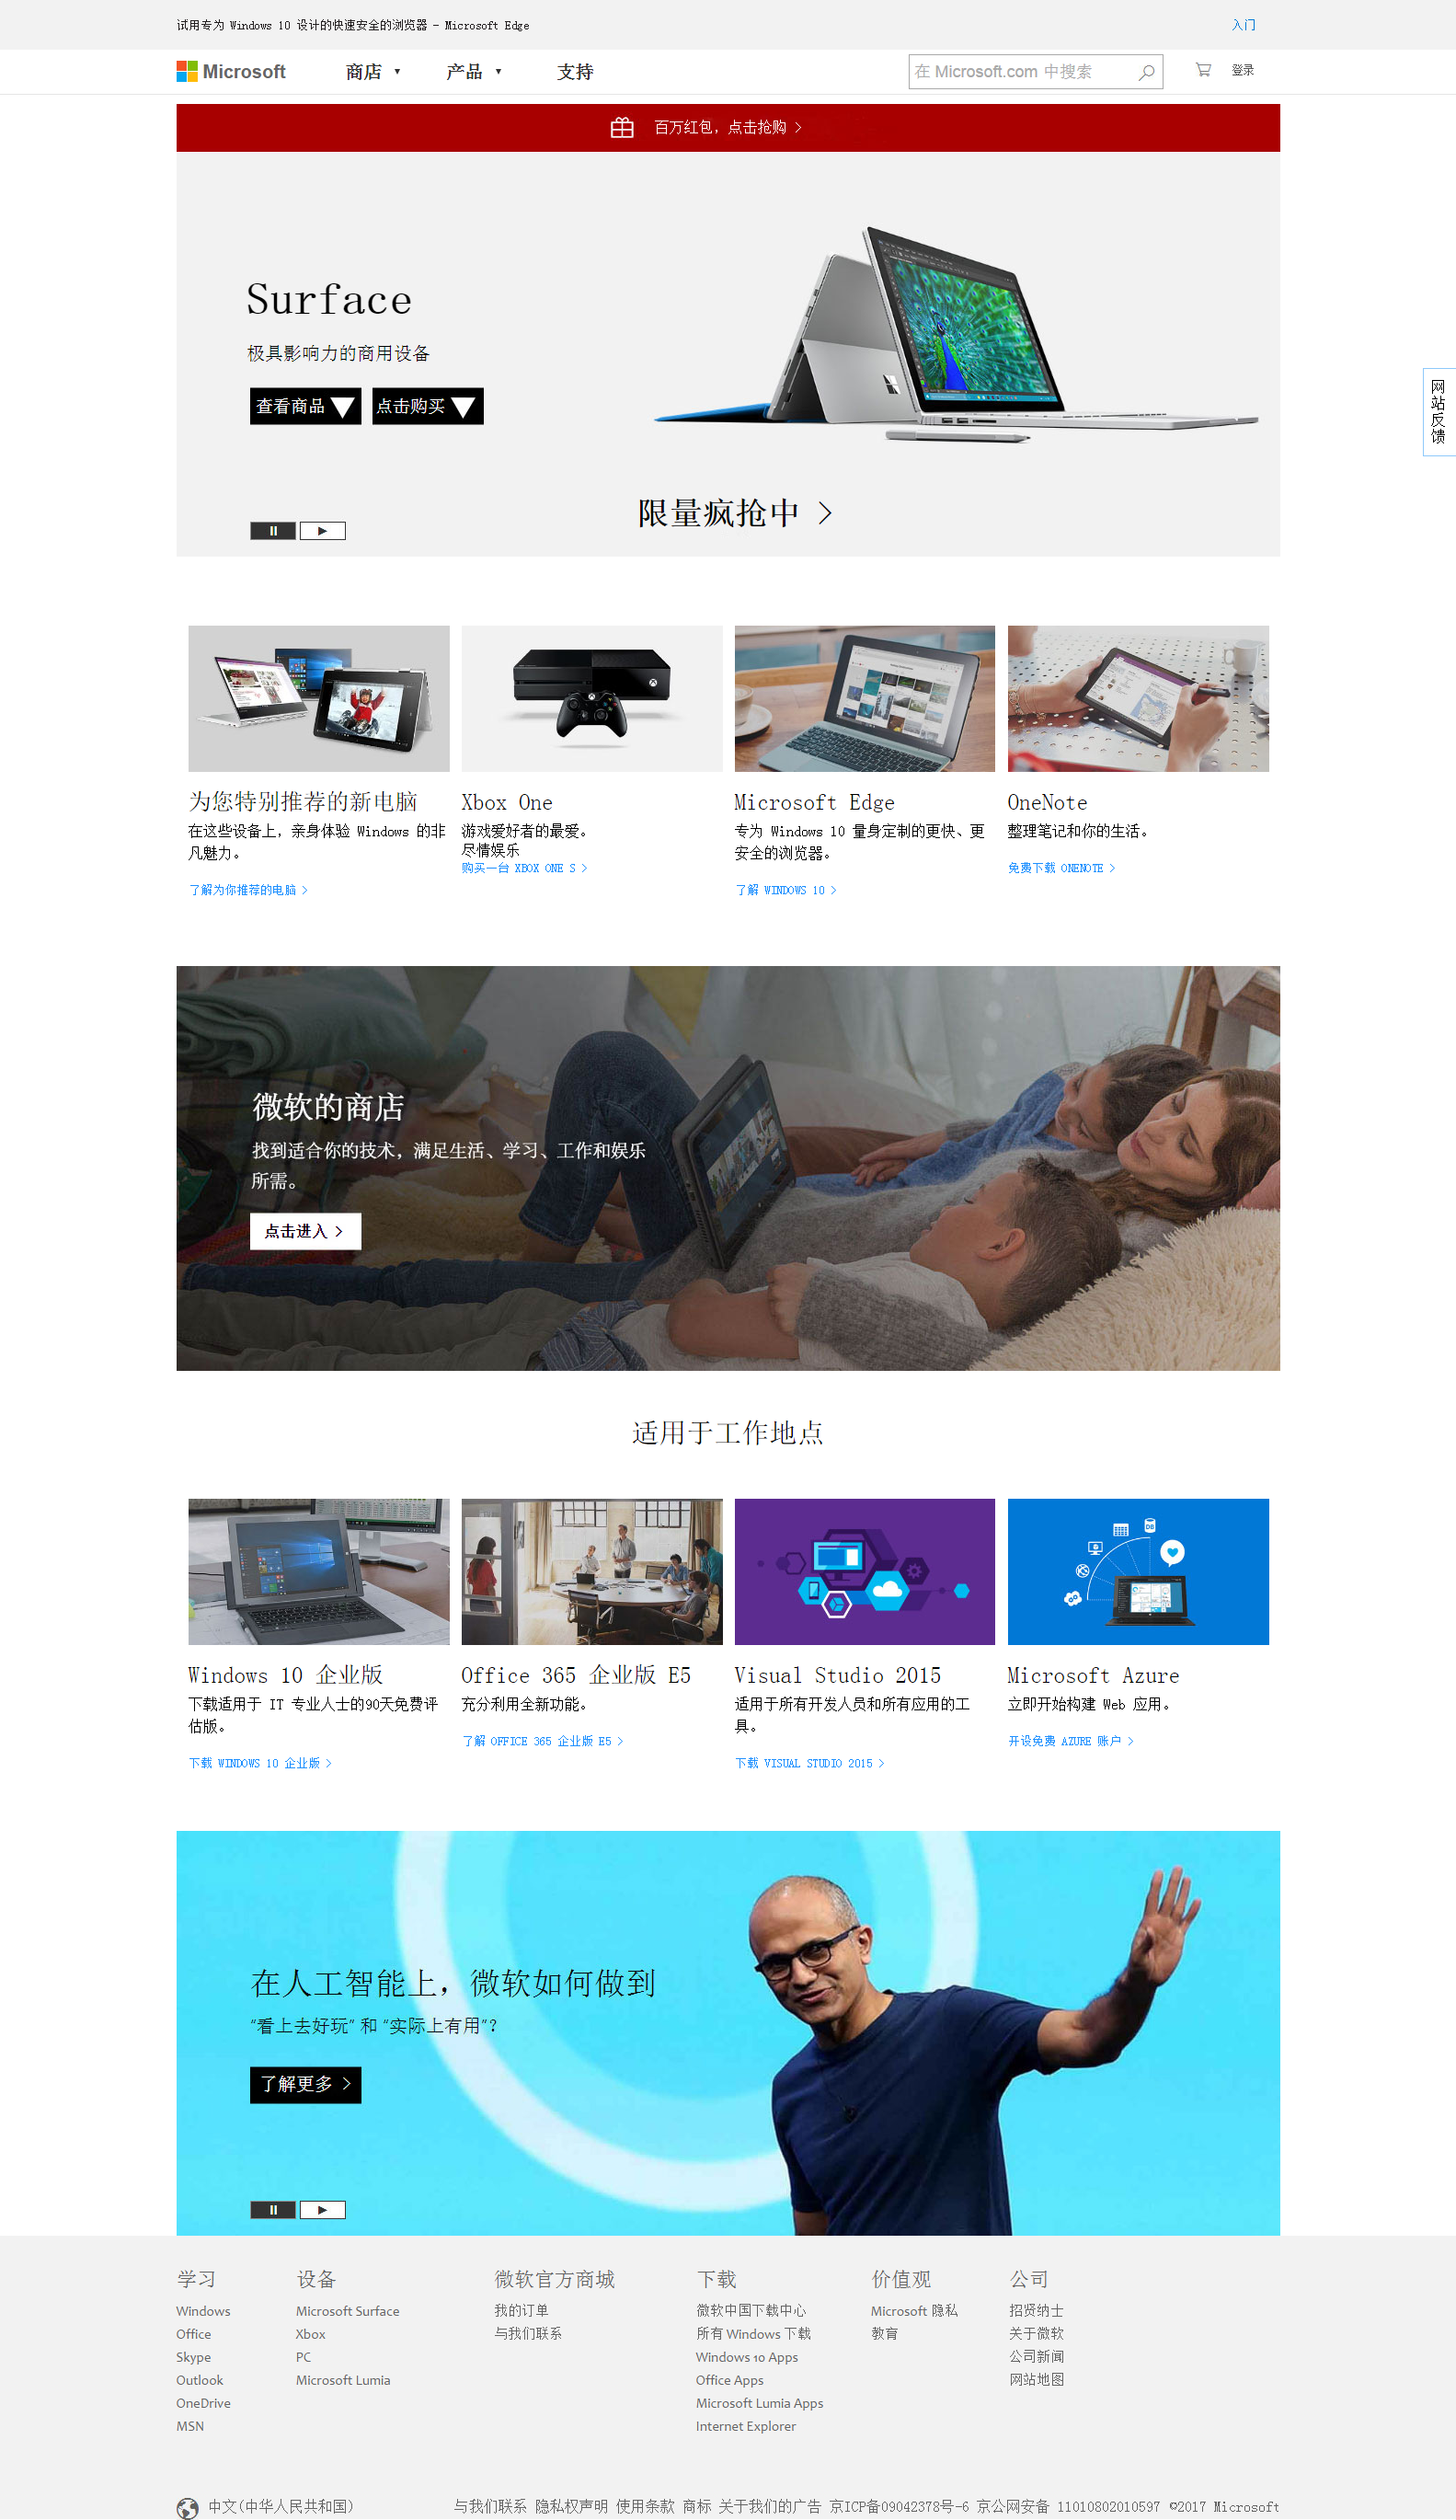 试用专为 Windows 10 设计的快速安全的浏览器 - Microsoft Edge
入门
Microsoft
商店 ▼
产品 ▼
支持
在 Microsoft.com 中搜索
登录
百万红包，点击抢购 >
Surface
极具影响力的商用设备
查看商品
点击购买
网站反馈
限量疯抢中 >
为您特别推荐的新电脑
在这些设备上，亲身体验 Windows 的非
凡魅力。
了解为你推荐的电脑 >
Xbox One
游戏爱好者的最爱。
尽情娱乐
购买一台 XBOX ONE S >
Microsoft Edge
专为 Windows 10 量身定制的更快、更
安全的浏览器。
了解 WINDOWS 10 >
OneNote
整理笔记和你的生活。
免费下载 ONENOTE >
微软的商店
找到适合你的技术，满足生活、学习、工作和娱乐
所需。
点击进入 >
适用于工作地点
Windows 10 企业版
下载适用于 IT 专业人士的90天免费评
估版。
下载 WINDOWS 10 企业版 >
Office 365 企业版 E5
充分利用全新功能。
了解 OFFICE 365 企业版 E5 >
Visual Studio 2015
适用于所有开发人员和所有应用的工
具。
下载 VISUAL STUDIO 2015 >
Microsoft Azure
立即开始构建 Web 应用。
开设免费 AZURE 账户 >
在人工智能上，微软如何做到
“看上去好玩” 和 “实际上有用”？
了解更多 >
学习
Windows
Office
Skype
Outlook
OneDrive
MSN
设备
Microsoft Surface
Xbox
PC
Microsoft Lumia
微软官方商城
我的订单
与我们联系
下载
微软中国下载中心
所有 Windows 下载
Windows 10 Apps
Office Apps
Microsoft Lumia Apps
Internet Explorer
价值观
Microsoft 隐私
教育
公司
招贤纳士
关于微软
公司新闻
网站地图
中文(中华人民共和国)
与我们联系 隐私权声明 使用条款 商标 关于我们的广告 京ICP备09042378号-6 京公网安备 11010802010597 ©2017 Microsoft